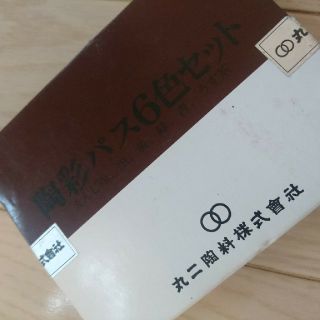 陶彩パス6色セット
丸二陶料株式會社
丸
式會社